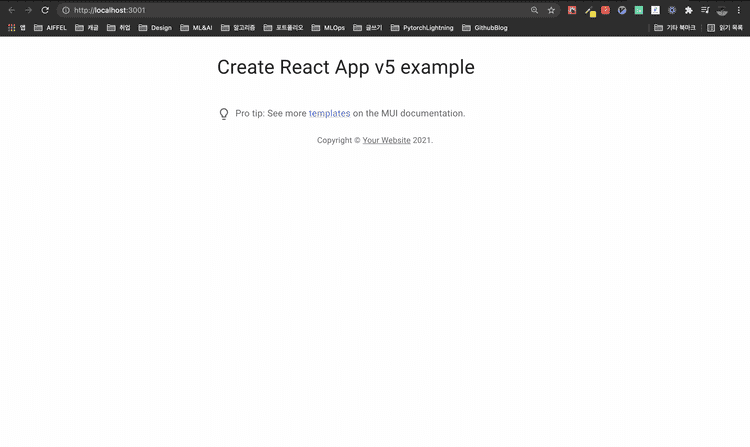 http://localhost:3001
앱 AIFFEL 캐글 취업 Design ML&AI 알고리즘 포트폴리오 MLOps 글쓰기 PytorchLightning GithubBlog 기타 북마크 읽기 목록
Create React App v5 example
Pro tip: See more templates on the MUI documentation.
Copyright © Your Website 2021.